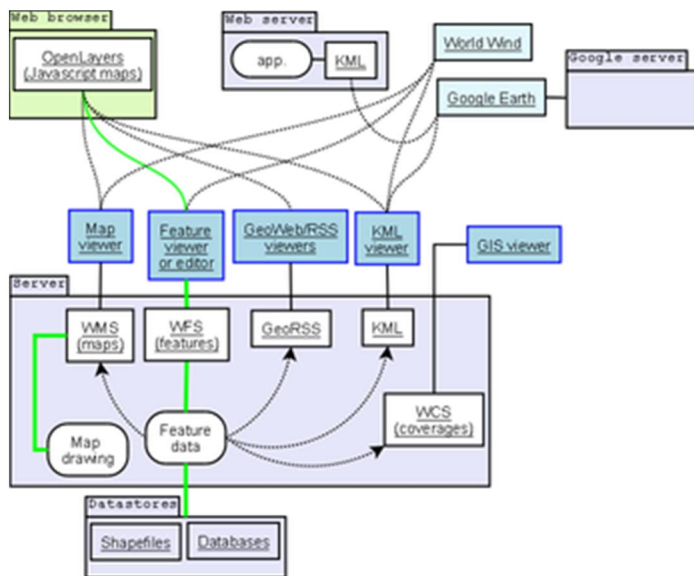 Web browser
OpenLayers
(Javascript maps)
Web server
app.
KML
World Wind
Google Earth
Google server
Map
viewer
Feature
viewer
or editor
GeoWeb/RSS
viewers
KML
viewer
GIS viewer
Server
WMS
(maps)
WFS
(features)
GeoRSS
KML
WCS
(coverages)
Map
drawing
Feature
data
Datastores
Shapefiles
Databases